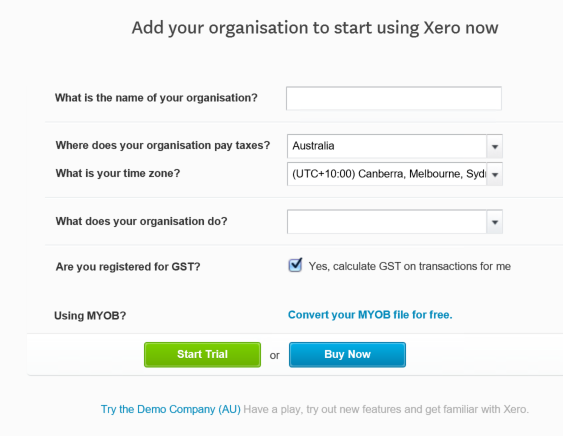 Add your organisation to start using Xero now
What is the name of your organisation?
Where does your organisation pay taxes? Australia
What is your time zone? (UTC+10:00) Canberra, Melbourne, Syd
What does your organisation do?
Are you registered for GST? Yes, calculate GST on transactions for me
Using MYOB? Convert your MYOB file for free.
Start Trial or Buy Now
Try the Demo Company (AU) Have a play, try out new features and get familiar with Xero.